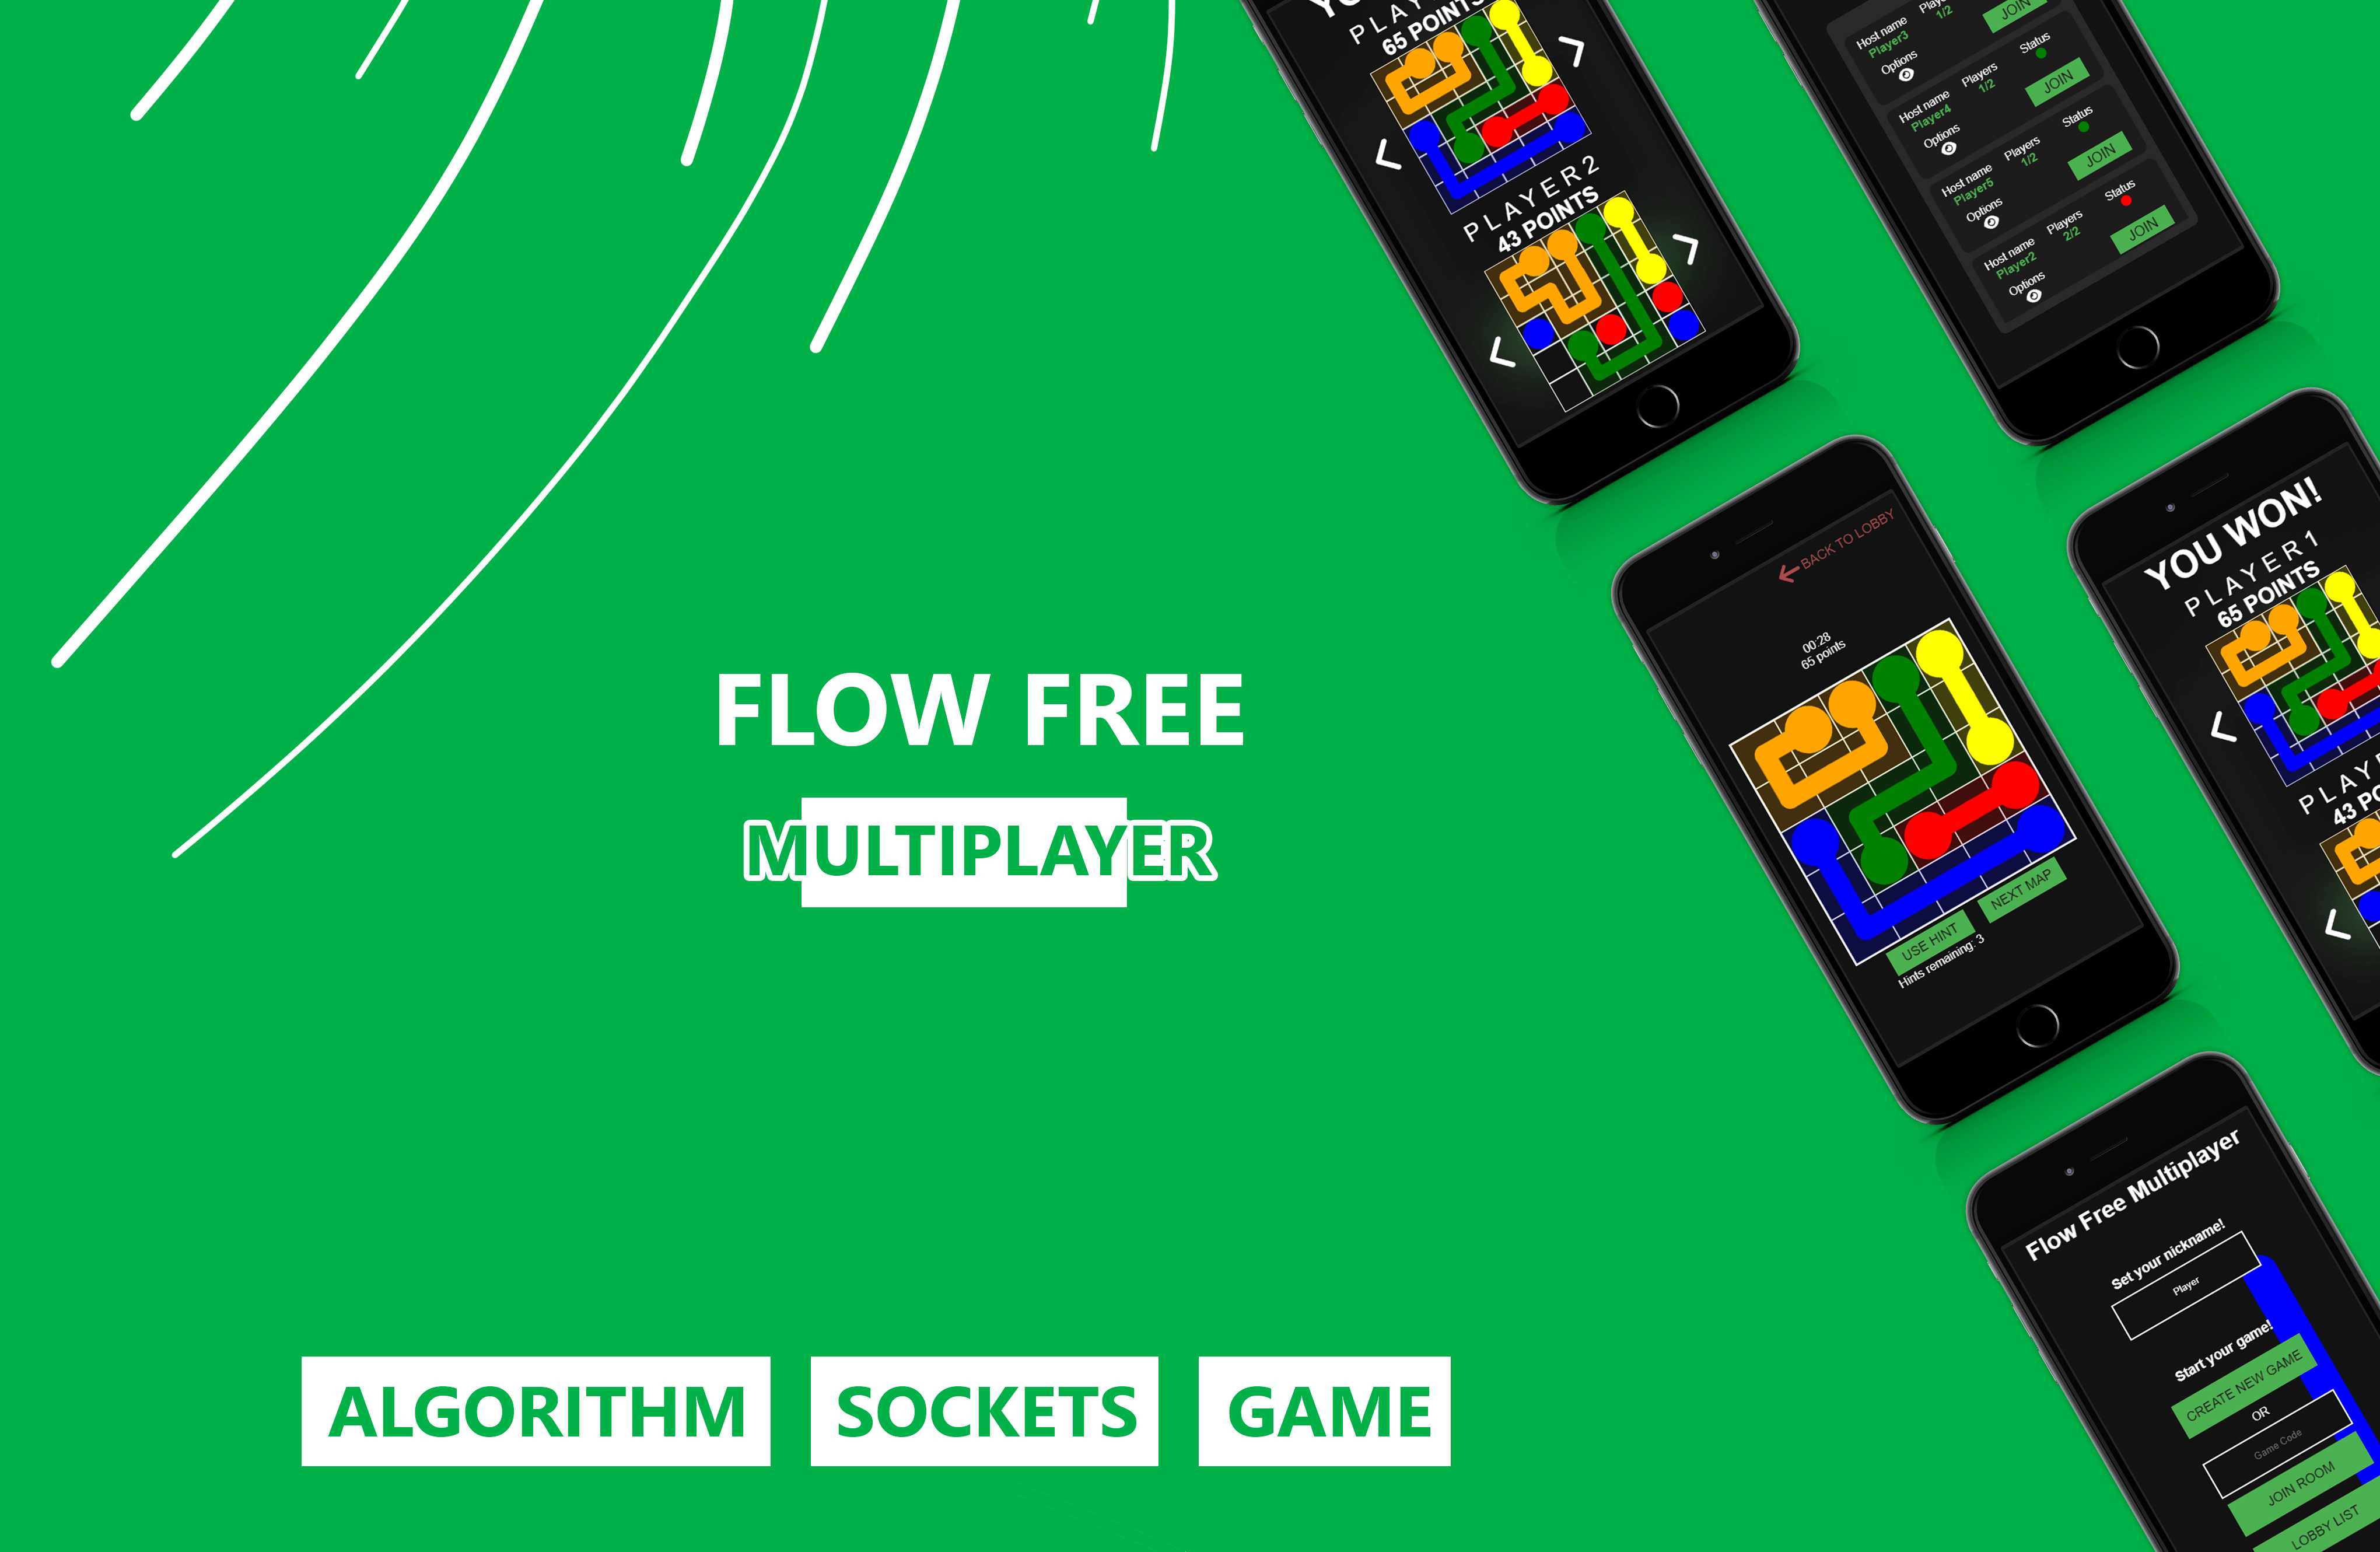 FLOW FREE
MULTIPLAYER
ALGORITHM
SOCKETS
GAME
65 POINTS
PLAYER2
43 POINTS
Host name
Player3
1/2
JOIN
Options
Host name
Player4
Players
1/2
Status
JOIN
Options
Host name
Player5
Players
1/2
Status
JOIN
Options
Host name
Player2
Players
2/2
Status
JOIN
Options
BACK TO LOBBY
00:28
65 points
USE HINT
NEXT MAP
Hints remaining: 3
YOU WON!
PLAYER1
65 POINTS
Flow Free Multiplayer
Set your nickname!
Player
Start your game!
CREATE NEW GAME
OR
Game Code
JOIN ROOM
LOBBY LIST